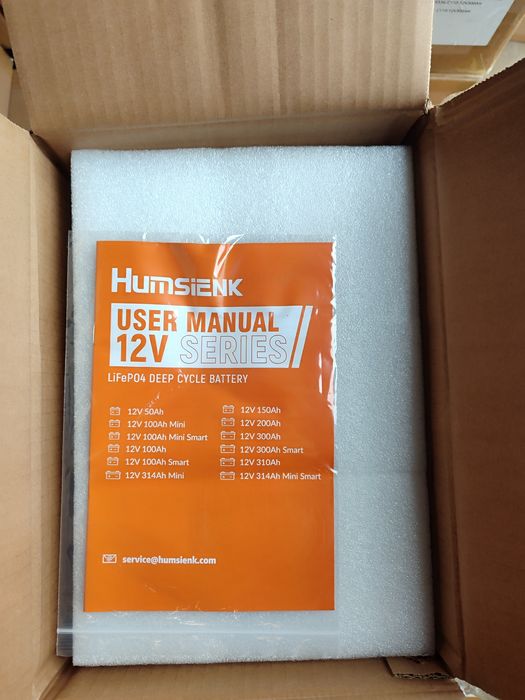 HUMSiENK
USER MANUAL
12V SERIES
LiFePO4 DEEP CYCLE BATTERY
12V 50Ah
12V 100Ah Mini
12V 100Ah Mini Smart
12V 100Ah
12V 100Ah Smart
12V 314Ah Mini
12V 150Ah
12V 200Ah
12V 300Ah
12V 300Ah Smart
12V 310Ah
12V 314Ah Mini Smart
service@humsienk.com